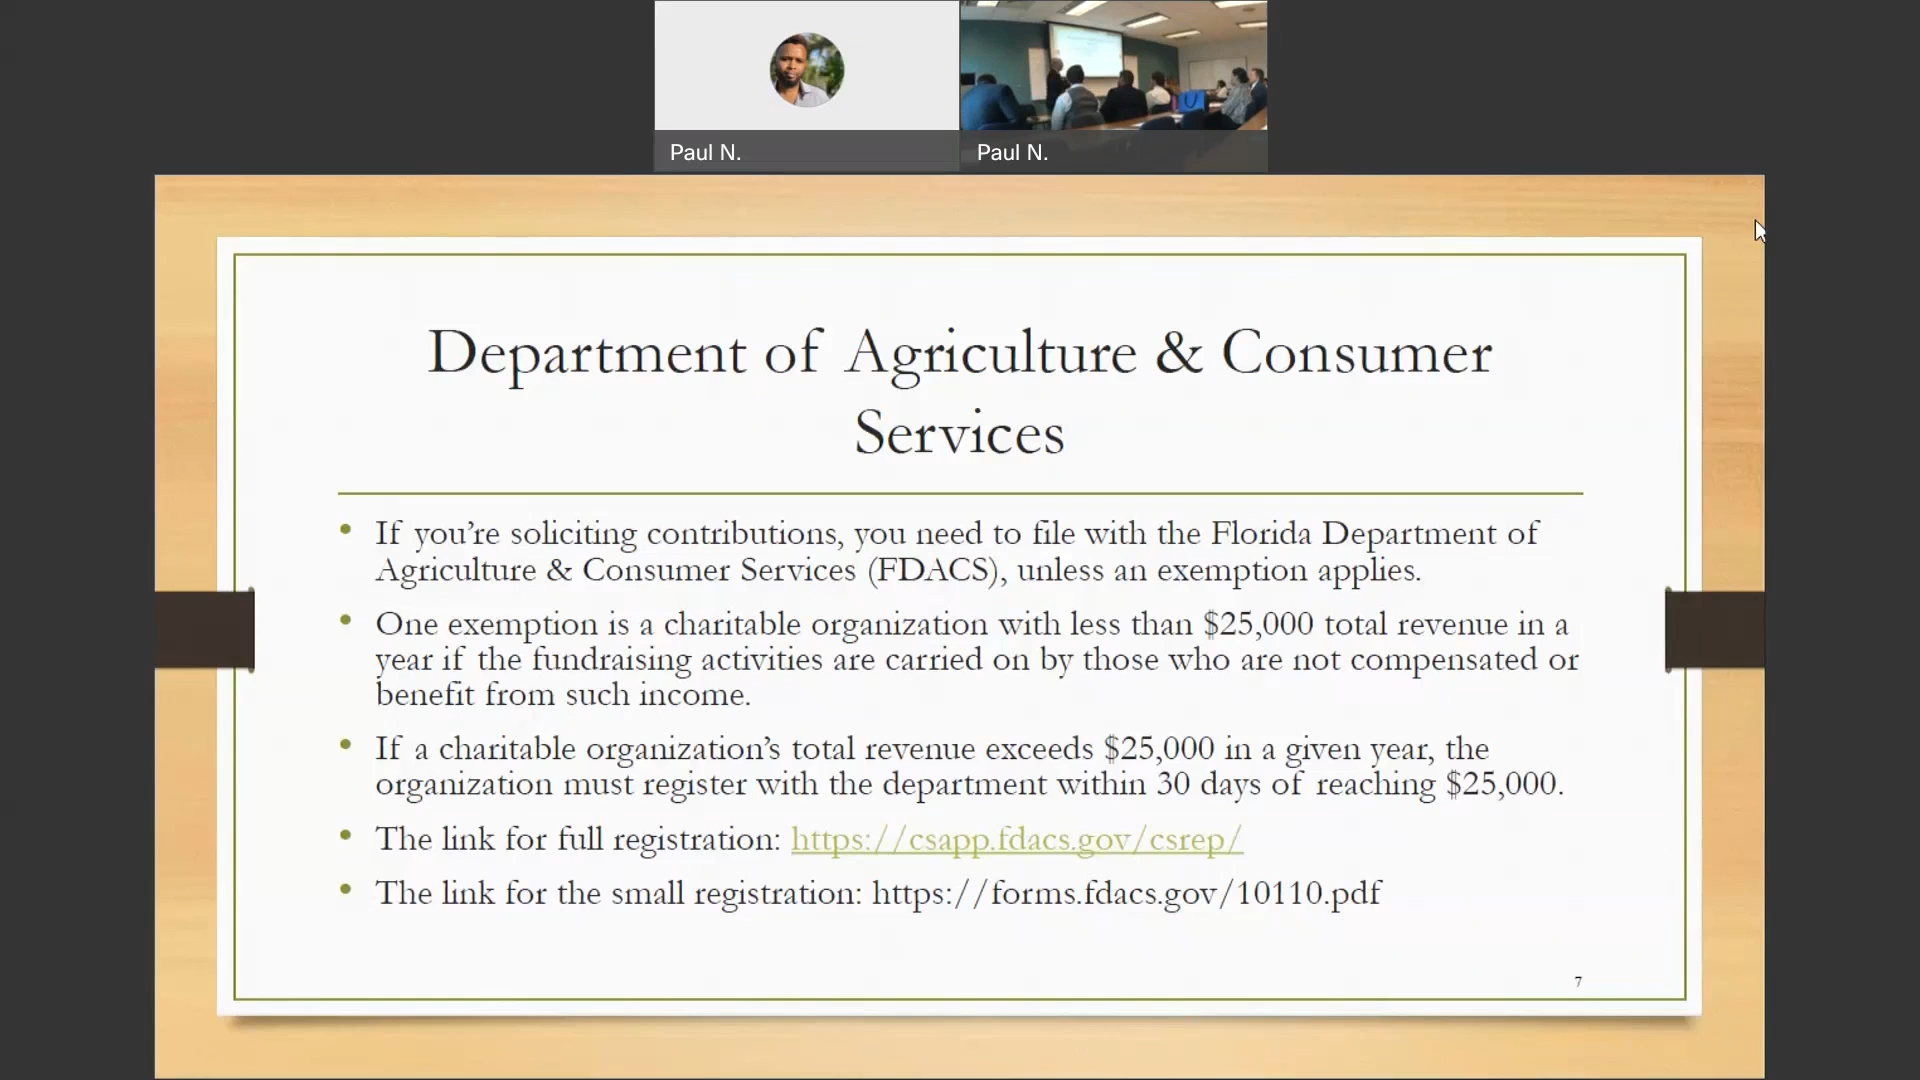 Paul N.
Paul N.
Department of Agriculture & Consumer
Services
• If you’re soliciting contributions, you need to file with the Florida Department of
Agriculture & Consumer Services (FDACS), unless an exemption applies.
• One exemption is a charitable organization with less than $25,000 total revenue in a
year if the fundraising activities are carried on by those who are not compensated or
benefit from such income.
• If a charitable organization’s total revenue exceeds $25,000 in a given year, the
organization must register with the department within 30 days of reaching $25,000.
• The link for full registration: https://csapp.fdacs.gov/csrep/
• The link for the small registration: https://forms.fdacs.gov/10110.pdf
7